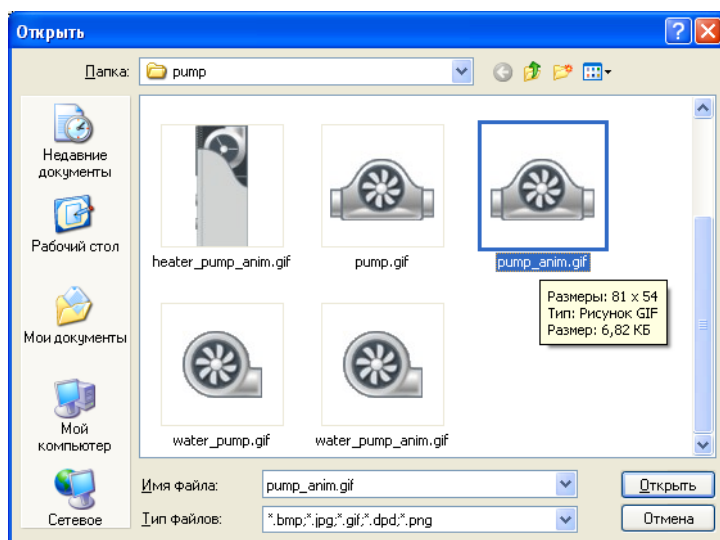 Открыть
Папка: pump
Недавние документы
Рабочий стол
Мои документы
Мой компьютер
Сетевое
heater_pump_anim.gif
pump.gif
pump_anim.gif
Размеры: 81 x 54
Тип: Рисунок GIF
Размер: 6,82 КБ
water_pump.gif
water_pump_anim.gif
Имя файла: pump_anim.gif
Открыть
Тип файлов: *.bmp;*.jpg;*.gif;*.dpd;*.png
Отмена